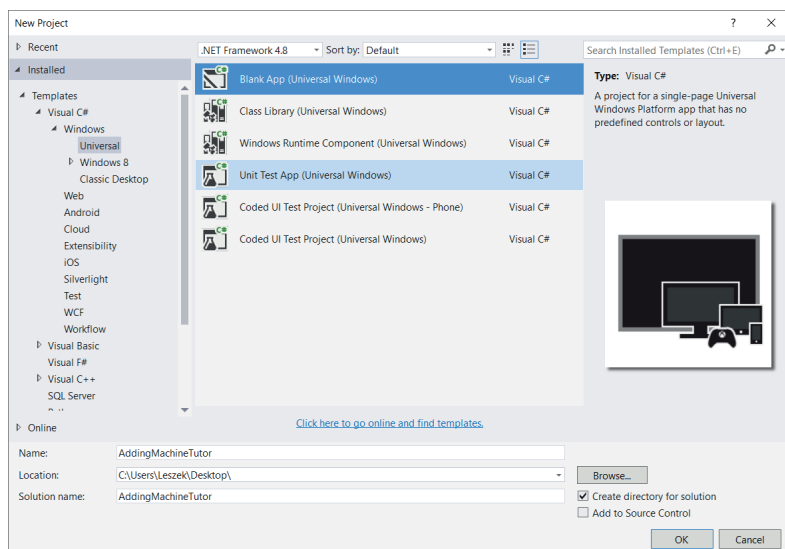 New Project
?
Recent
.NET Framework 4.8
Sort by: Default
Search Installed Templates (Ctrl+E)
Installed
Templates
Visual C#
Windows
Universal
Windows 8
Classic Desktop
Web
Android
Cloud
Extensibility
iOS
Silverlight
Test
WCF
Workflow
Visual Basic
Visual F#
Visual C++
SQL Server
Online
Blank App (Universal Windows) Visual C#
Class Library (Universal Windows) Visual C#
Windows Runtime Component (Universal Windows) Visual C#
Unit Test App (Universal Windows) Visual C#
Coded UI Test Project (Universal Windows - Phone) Visual C#
Coded UI Test Project (Universal Windows) Visual C#
Click here to go online and find templates.
Type: Visual C#
A project for a single-page Universal
Windows Platform app that has no
predefined controls or layout.
Name: AddingMachineTutor
Location: C:\Users\Leszek\Desktop\
Browse...
Solution name: AddingMachineTutor
Create directory for solution
Add to Source Control
OK Cancel